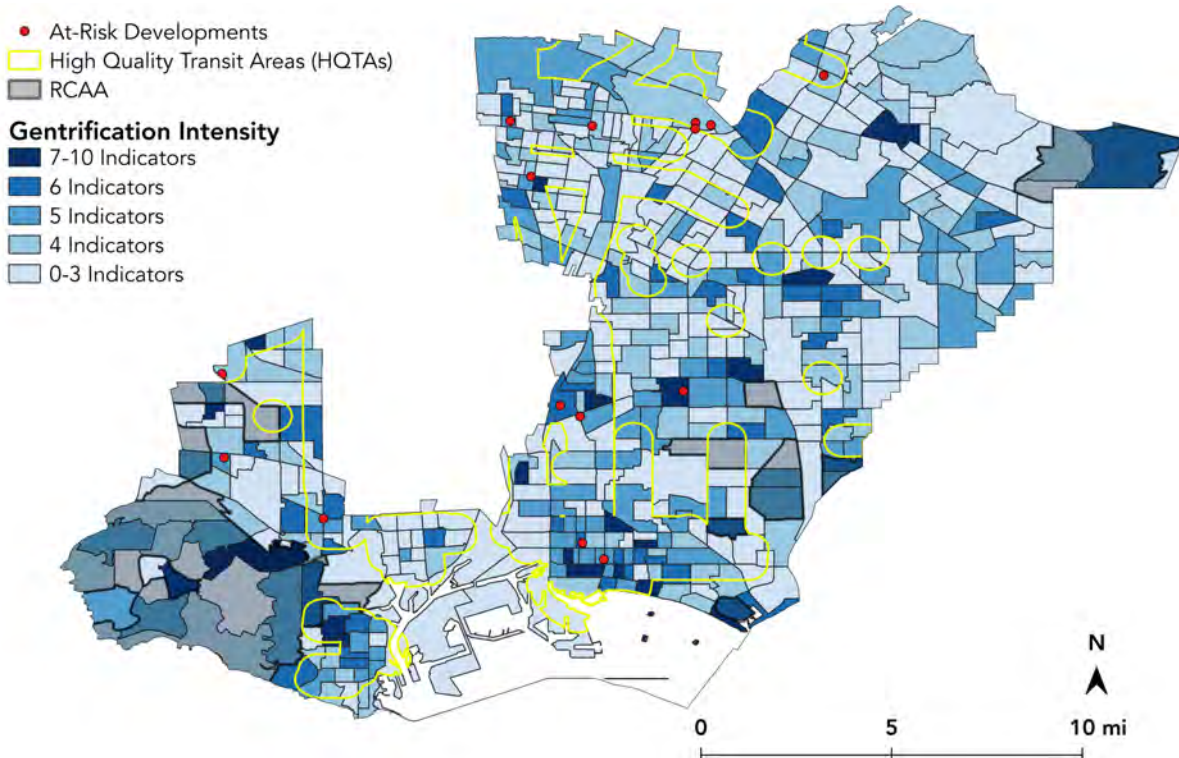 At-Risk Developments
High Quality Transit Areas (HQTAs)
RCAA
Gentrification Intensity
7-10 Indicators
6 Indicators
5 Indicators
4 Indicators
0-3 Indicators
N
0 5 10 mi